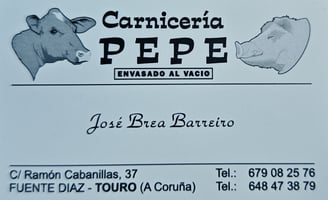 Carnicería
PEPE
ENVASADO AL VACIO
José Brea Barreiro
C/ Ramón Cabanillas, 37 Tel.: 679 08 25 76
FUENTE DIAZ - TOURO (A Coruña) Tel.: 648 47 38 79